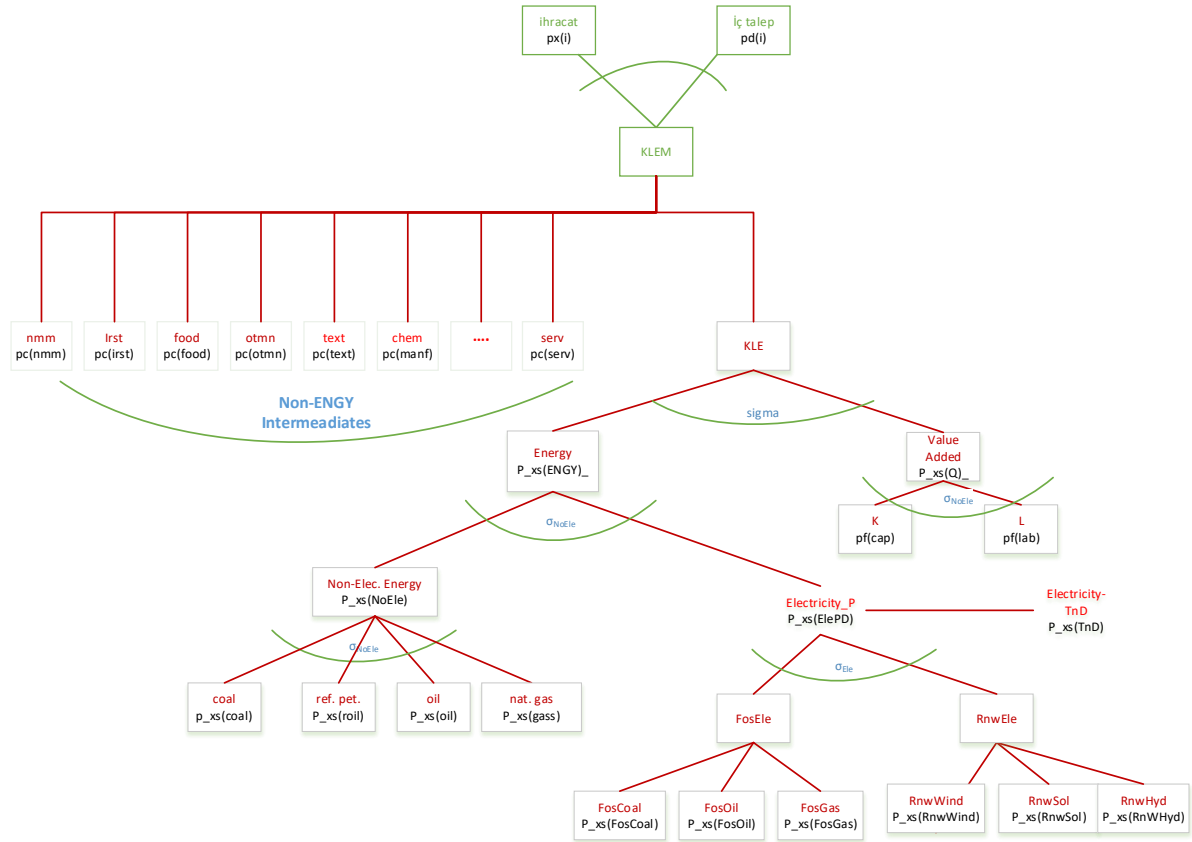 ihracat
px(i)
İç talep
pd(i)
KLEM
nmm
pc(nmm)
Irst
pc(irst)
food
pc(food)
otmn
pc(otmn)
text
pc(text)
chem
pc(manf)
....
serv
pc(serv)
KLE
Non-ENGY
Intermeadiates
sigma
Energy
P_xs(ENGY)_
Value
Added
P_xs(Q)_
σNoEle
σNoEle
K
pf(cap)
L
pf(lab)
Non-Elec. Energy
P_xs(NoEle)
Electricity_P
P_xs(ElePD)
Electricity-
TnD
P_xs(TnD)
σNoEle
σEle
coal
p_xs(coal)
ref. pet.
P_xs(roil)
oil
P_xs(oil)
nat. gas
P_xs(gass)
FosEle
RnwEle
FosCoal
P_xs(FosCoal)
FosOil
P_xs(FosOil)
FosGas
P_xs(FosGas)
RnwWind
P_xs(RnwWind)
RnwSol
P_xs(RnwSol)
RnwHyd
P_xs(RnWHyd)